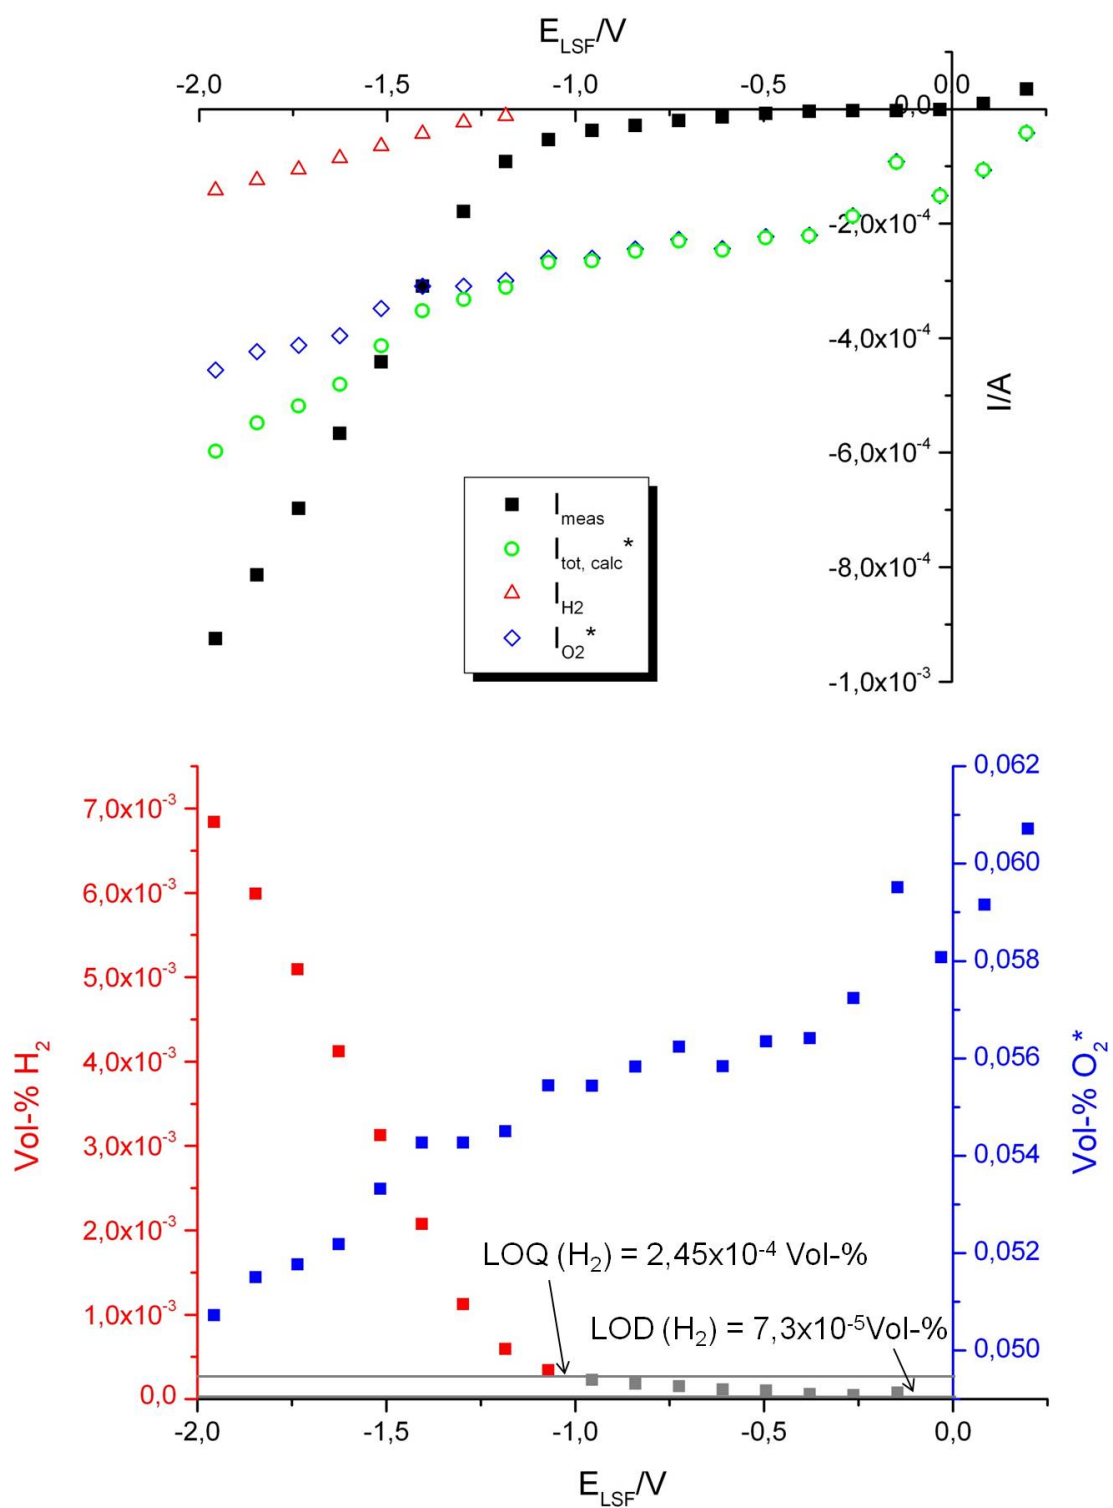 E_LSF/V
-2,0 -1,5 -1,0 -0,5 0,0
0,0
-2,0x10⁻⁴
-4,0x10⁻⁴
I/A
-6,0x10⁻⁴
-8,0x10⁻⁴
-1,0x10⁻³
I_meas
I_tot, calc*
I_H2
I_O2*
7,0x10⁻³
6,0x10⁻³
5,0x10⁻³
4,0x10⁻³
3,0x10⁻³
2,0x10⁻³
1,0x10⁻³
0,0
Vol-% H₂
0,062
0,060
0,058
0,056
0,054
0,052
0,050
Vol-% O₂*
LOQ (H₂) = 2,45x10⁻⁴ Vol-%
LOD (H₂) = 7,3x10⁻⁵Vol-%
-2,0 -1,5 -1,0 -0,5 0,0
E_LSF/V